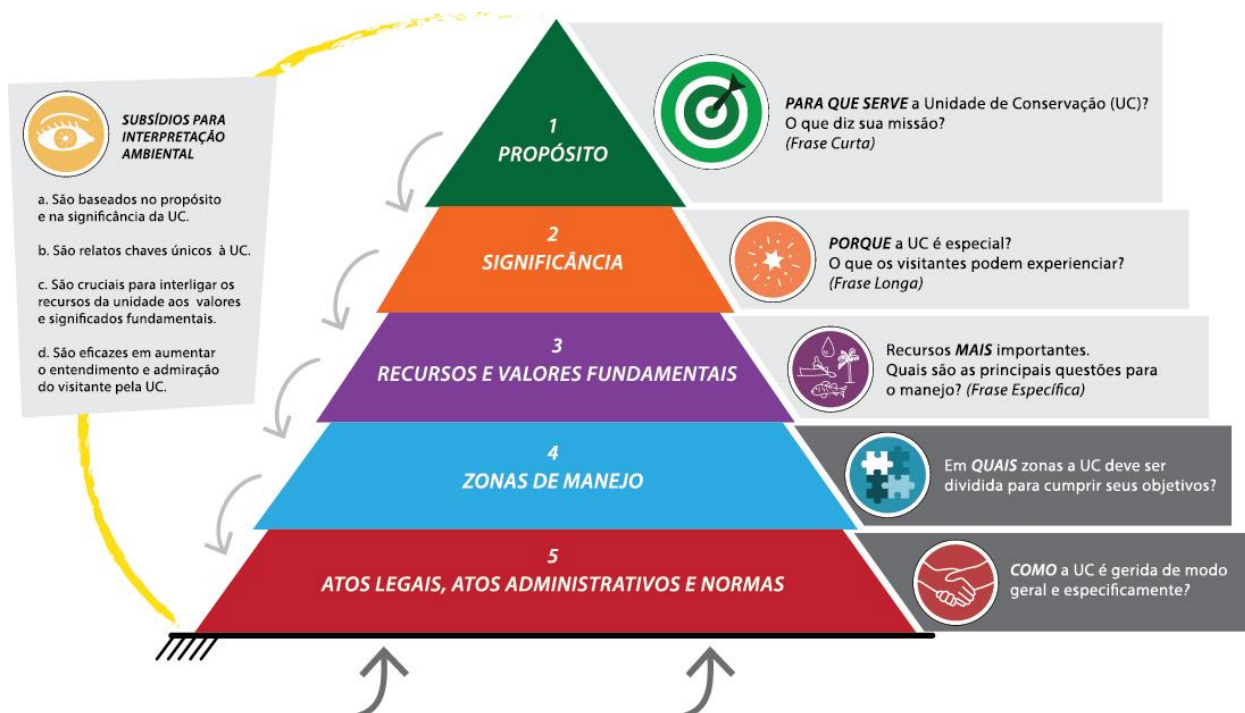 SUBSÍDIOS PARA
INTERPRETAÇÃO
AMBIENTAL
a. São baseados no propósito
e na significância da UC.
b. São relatos chaves únicos à UC.
c. São cruciais para interligar os
recursos da unidade aos valores
e significados fundamentais.
d. São eficazes em aumentar
o entendimento e admiração
do visitante pela UC.
1
PROPÓSITO
PARA QUE SERVE a Unidade de Conservação (UC)?
O que diz sua missão?
(Frase Curta)
2
SIGNIFICÂNCIA
PORQUE a UC é especial?
O que os visitantes podem experienciar?
(Frase Longa)
3
RECURSOS E VALORES FUNDAMENTAIS
Recursos MAIS importantes.
Quais são as principais questões para
o manejo? (Frase Específica)
4
ZONAS DE MANEJO
Em QUAIS zonas a UC deve ser
dividida para cumprir seus objetivos?
5
ATOS LEGAIS, ATOS ADMINISTRATIVOS E NORMAS
COMO a UC é gerida de modo
geral e especificamente?